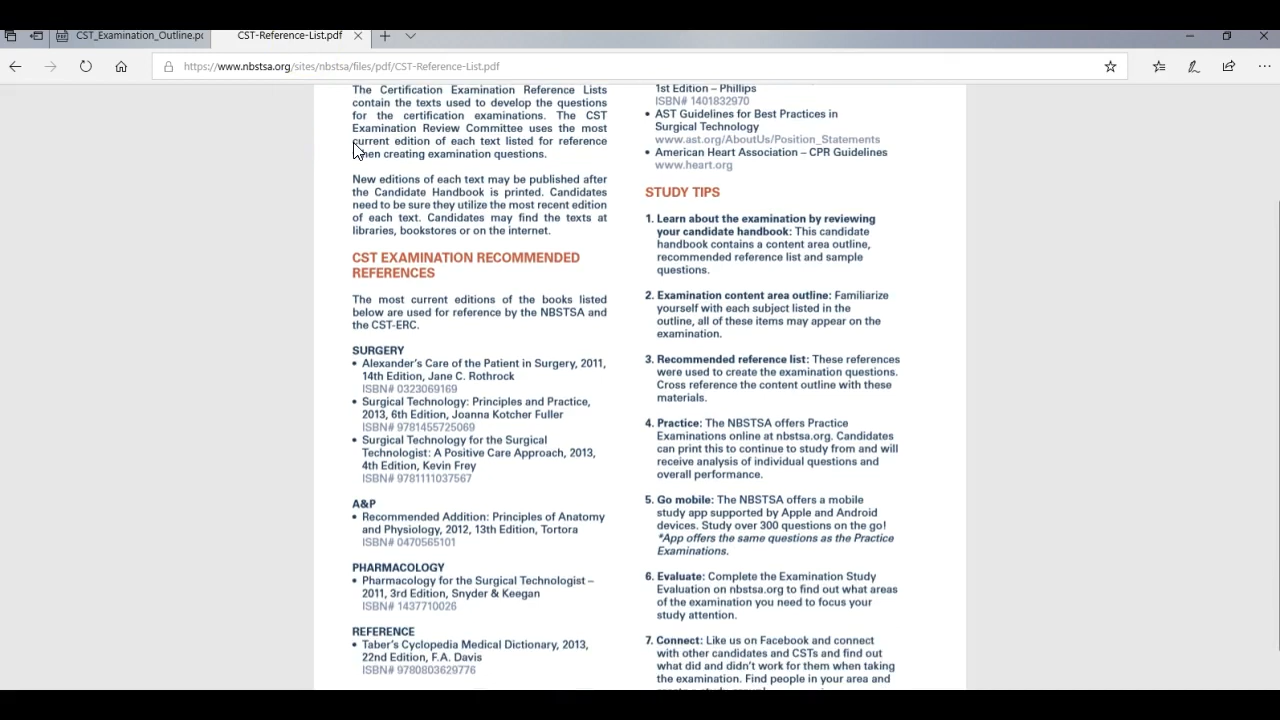 CST_Examination_Outline.pc
CST-Reference-List.pdf
https://www.nbstsa.org/sites/nbstsa/files/pdf/CST-Reference-List.pdf
The Certification Examination Reference Lists
contain the texts used to develop the questions
for the certification examinations. The CST
Examination Review Committee uses the most
current edition of each text listed for reference
when creating examination questions.
New editions of each text may be published after
the Candidate Handbook is printed. Candidates
need to be sure they utilize the most recent edition
of each text. Candidates may find the texts at
libraries, bookstores or on the internet.
CST EXAMINATION RECOMMENDED
REFERENCES
The most current editions of the books listed
below are used for reference by the NBSTSA and
the CST-ERC.
SURGERY
• Alexander's Care of the Patient in Surgery, 2011,
14th Edition, Jane C. Rothrock
ISBN# 0323069169
• Surgical Technology: Principles and Practice,
2013, 6th Edition, Joanna Kotcher Fuller
ISBN# 9781455725069
• Surgical Technology for the Surgical
Technologist: A Positive Care Approach, 2013,
4th Edition, Kevin Frey
ISBN# 9781111037567
A&P
• Recommended Addition: Principles of Anatomy
and Physiology, 2012, 13th Edition, Tortora
ISBN# 0470565101
PHARMACOLOGY
• Pharmacology for the Surgical Technologist –
2011, 3rd Edition, Snyder & Keegan
ISBN# 1437710026
REFERENCE
• Taber's Cyclopedia Medical Dictionary, 2013,
22nd Edition, F.A. Davis
ISBN# 9780803629776
1st Edition – Phillips
ISBN# 1401832970
• AST Guidelines for Best Practices in
Surgical Technology
www.ast.org/AboutUs/Position_Statements
• American Heart Association – CPR Guidelines
www.heart.org
STUDY TIPS
1. Learn about the examination by reviewing
your candidate handbook: This candidate
handbook contains a content area outline,
recommended reference list and sample
questions.
2. Examination content area outline: Familiarize
yourself with each subject listed in the
outline, all of these items may appear on the
examination.
3. Recommended reference list: These references
were used to create the examination questions.
Cross reference the content outline with these
materials.
4. Practice: The NBSTSA offers Practice
Examinations online at nbstsa.org. Candidates
can print this to continue to study from and will
receive analysis of individual questions and
overall performance.
5. Go mobile: The NBSTSA offers a mobile
study app supported by Apple and Android
devices. Study over 300 questions on the go!
*App offers the same questions as the Practice
Examinations.
6. Evaluate: Complete the Examination Study
Evaluation on nbstsa.org to find out what areas
of the examination you need to focus your
study attention.
7. Connect: Like us on Facebook and connect
with other candidates and CSTs and find out
what did and didn't work for them when taking
the examination. Find people in your area and